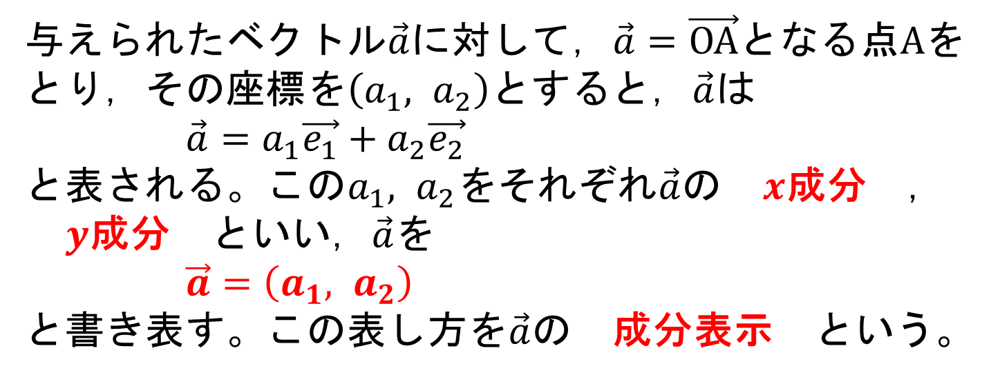 与えられたベクトル$\vec{a}$に対して，$\vec{a} = \overrightarrow{\mathrm{OA}}$となる点Aを
とり，その座標を$(a_1, a_2)$とすると，$\vec{a}$は
$\vec{a} = a_1\overrightarrow{e_1} + a_2\overrightarrow{e_2}$
と表される。この$a_1, a_2$をそれぞれ$\vec{a}$の　$x$成分　，
$y$成分　といい，$\vec{a}$を
$\vec{a} = (a_1, a_2)$
と書き表す。この表し方を$\vec{a}$の　成分表示　という。